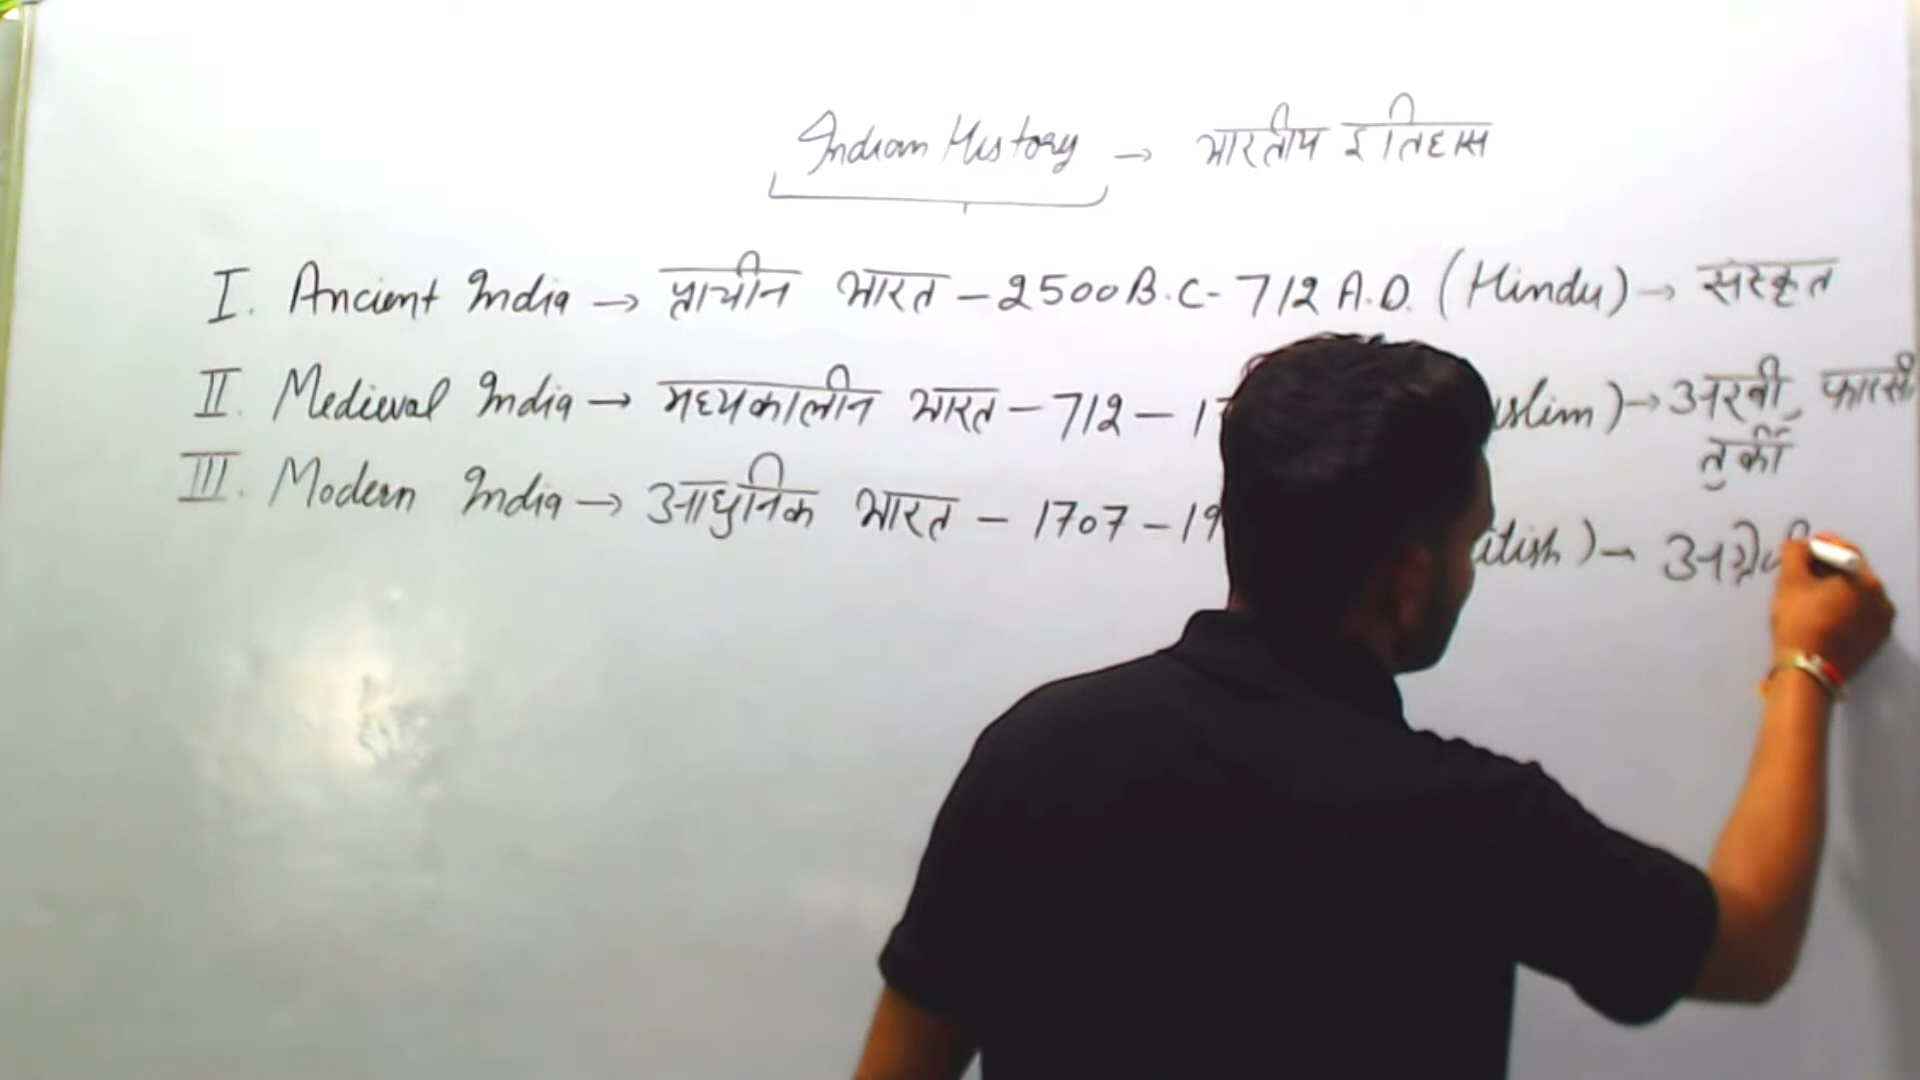 Indian History → भारतीय इतिहास
I. Ancient India → प्राचीन भारत - 2500 B.C - 712 A.D. (Hindu) → संस्कृत
II. Medieval India → मध्यकालीन भारत - 712 - 1 slim) → अरबी, फारसी
तुर्की
III. Modern India → आधुनिक भारत - 1707 - 19 itish) -